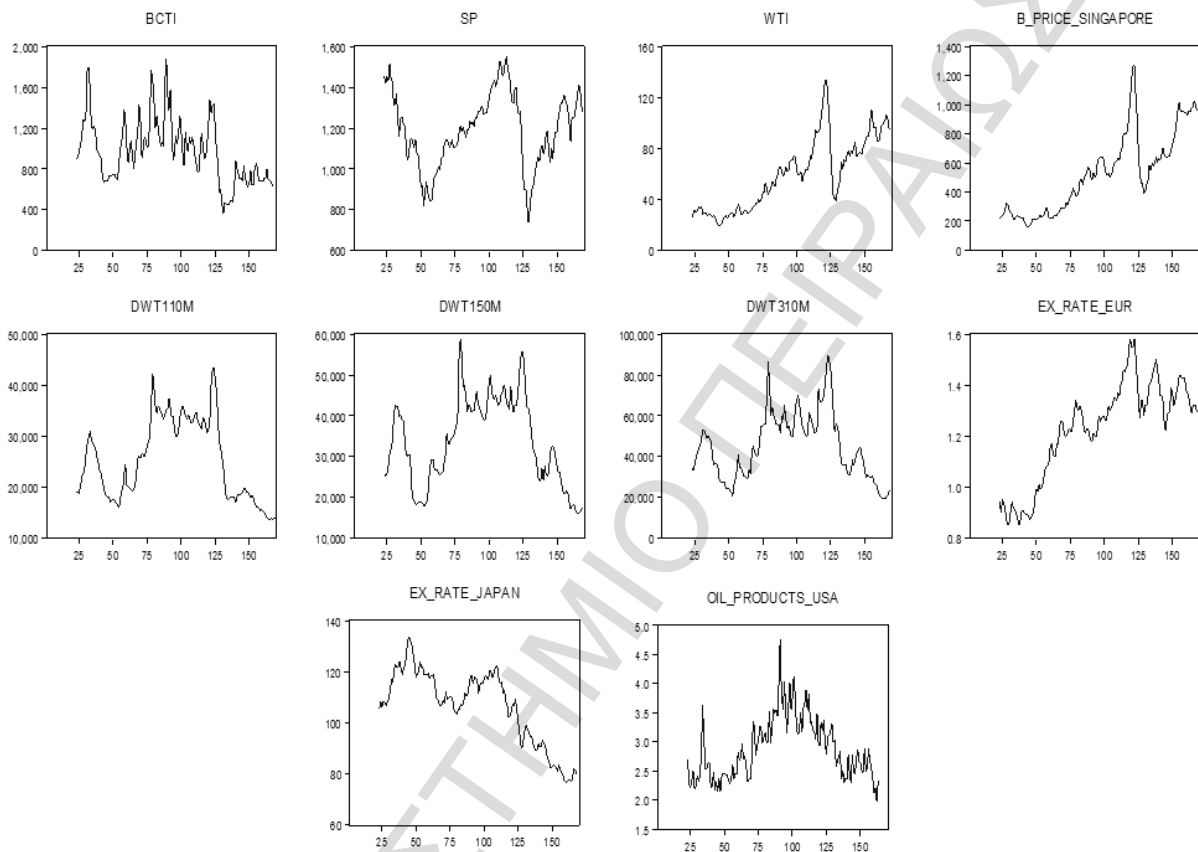 BCTI
SP
WTI
B_PRICE_SINGAPORE
2,000
1,600
1,200
800
400
0
25 50 75 100 125 150
1,600
1,400
1,200
1,000
800
600
25 50 75 100 125 150
160
120
80
40
0
25 50 75 100 125 150
1,400
1,200
1,000
800
600
400
200
0
25 50 75 100 125 150
DWT110M
DWT150M
DWT310M
EX_RATE_EUR
50,000
40,000
30,000
20,000
10,000
25 50 75 100 125 150
60,000
50,000
40,000
30,000
20,000
10,000
25 50 75 100 125 150
100,000
80,000
60,000
40,000
20,000
0
25 50 75 100 125 150
1.6
1.4
1.2
1.0
0.8
25 50 75 100 125 150
EX_RATE_JAPAN
OIL_PRODUCTS_USA
140
120
100
80
60
25 50 75 100 125 150
5.0
4.5
4.0
3.5
3.0
2.5
2.0
1.5
25 50 75 100 125 150
ΣΤΗΜΙΟ ΠΕΙΡΑΙΩΣ